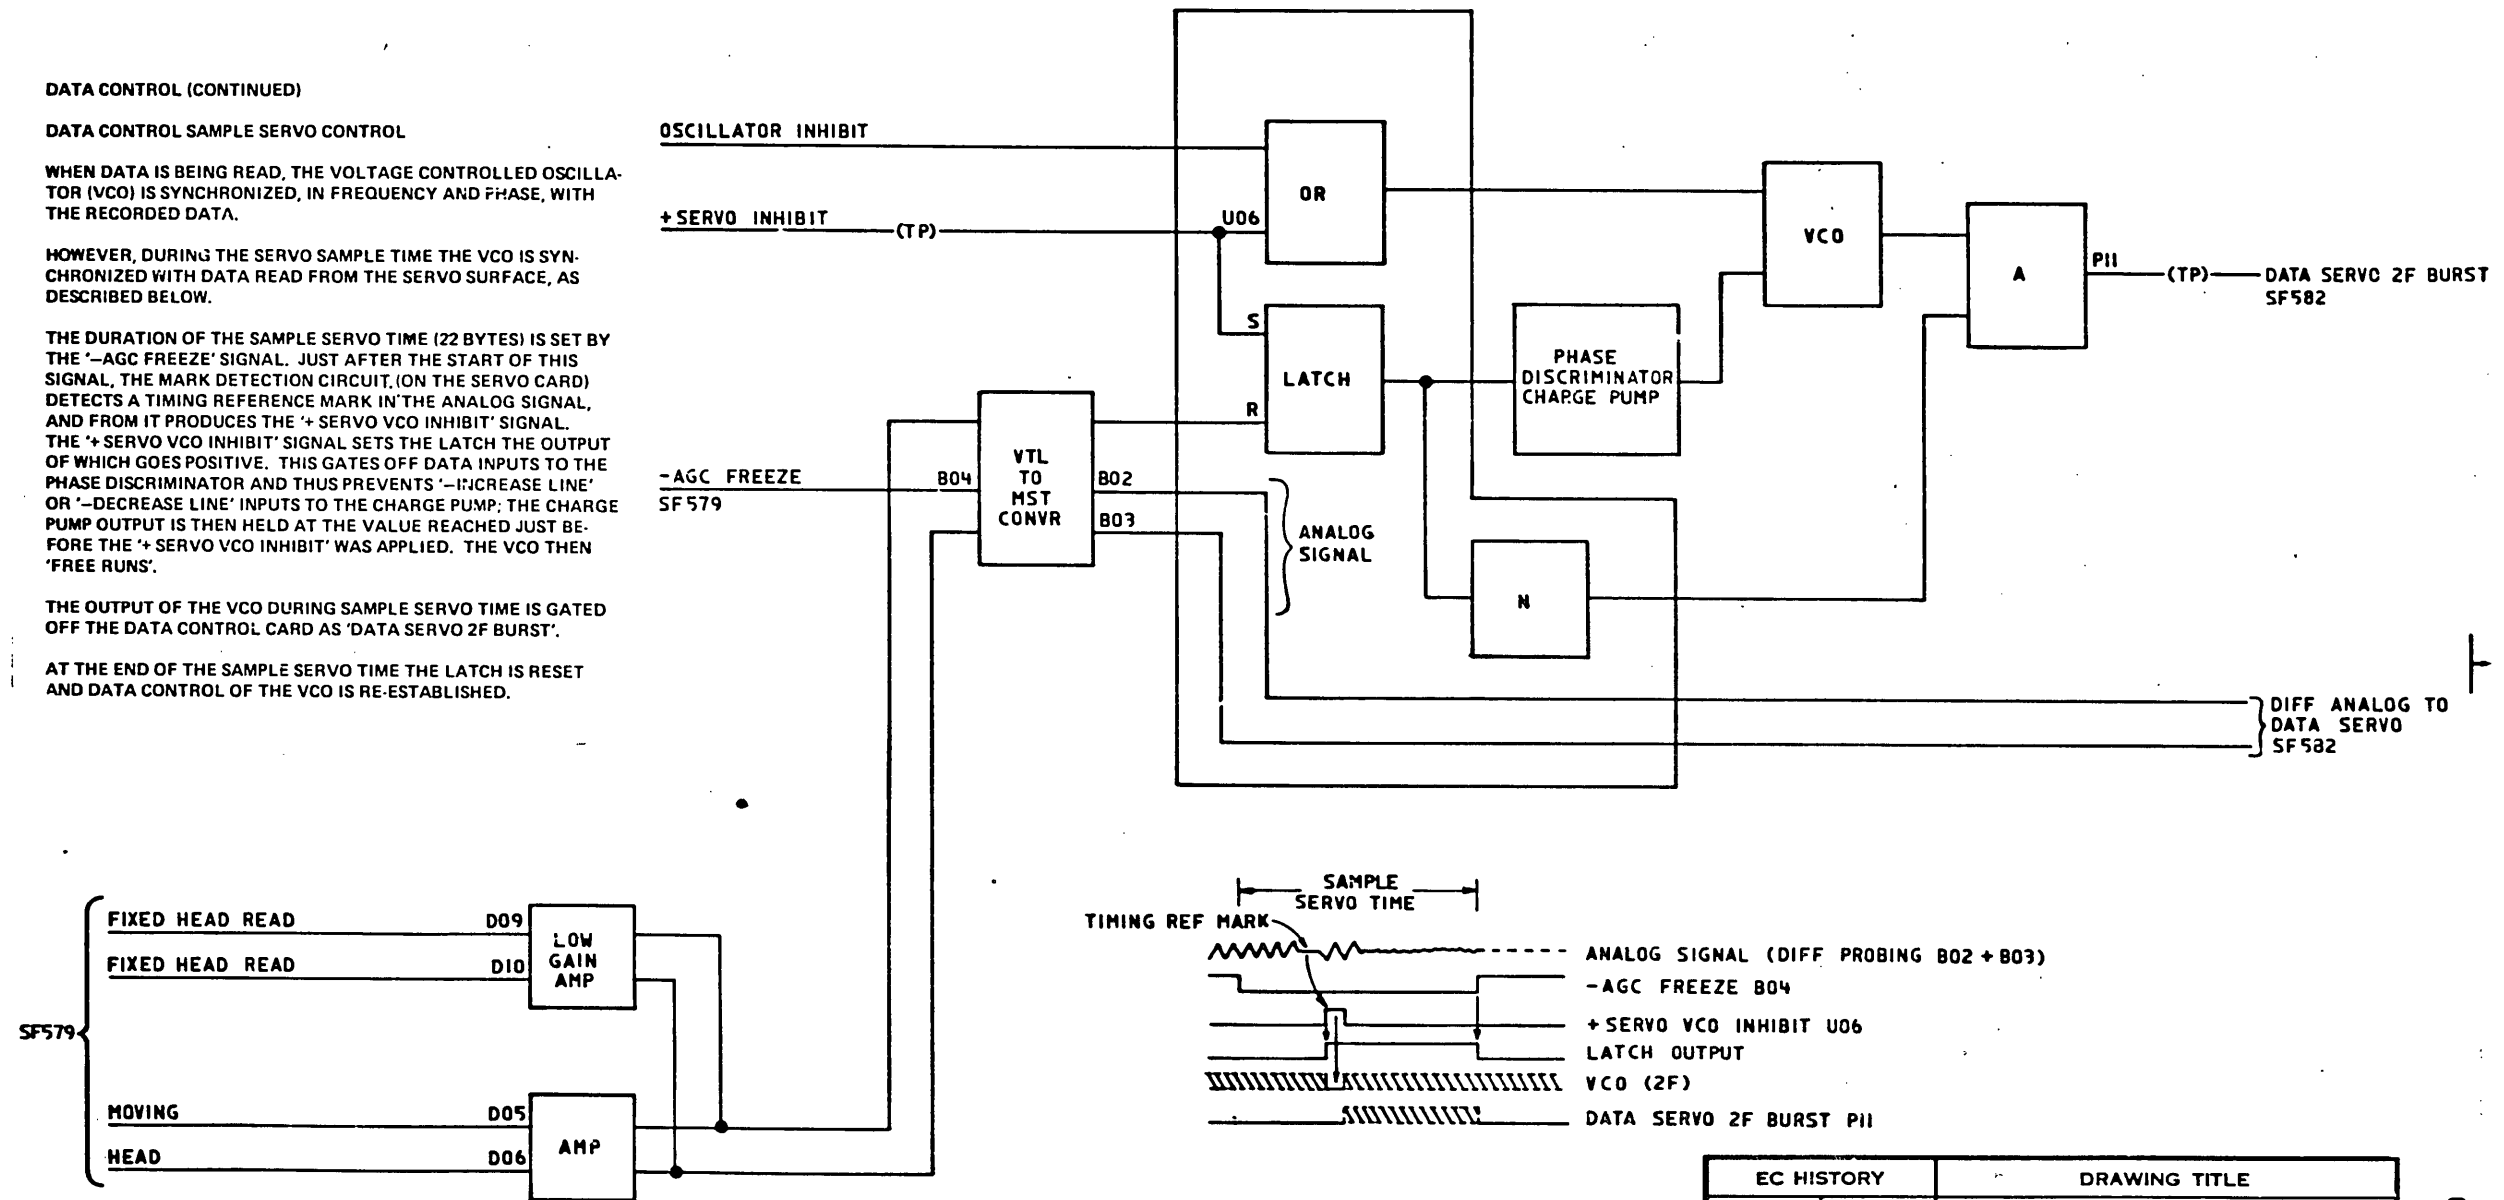 DATA CONTROL (CONTINUED)
DATA CONTROL SAMPLE SERVO CONTROL
WHEN DATA IS BEING READ, THE VOLTAGE CONTROLLED OSCILLA-
TOR (VCO) IS SYNCHRONIZED, IN FREQUENCY AND PHASE, WITH
THE RECORDED DATA.
HOWEVER, DURING THE SERVO SAMPLE TIME THE VCO IS SYN-
CHRONIZED WITH DATA READ FROM THE SERVO SURFACE, AS
DESCRIBED BELOW.
THE DURATION OF THE SAMPLE SERVO TIME (22 BYTES) IS SET BY
THE '–AGC FREEZE' SIGNAL. JUST AFTER THE START OF THIS
SIGNAL, THE MARK DETECTION CIRCUIT, (ON THE SERVO CARD)
DETECTS A TIMING REFERENCE MARK IN THE ANALOG SIGNAL,
AND FROM IT PRODUCES THE '+ SERVO VCO INHIBIT' SIGNAL.
THE '+ SERVO VCO INHIBIT' SIGNAL SETS THE LATCH THE OUTPUT
OF WHICH GOES POSITIVE. THIS GATES OFF DATA INPUTS TO THE
PHASE DISCRIMINATOR AND THUS PREVENTS '–INCREASE LINE'
OR '–DECREASE LINE' INPUTS TO THE CHARGE PUMP; THE CHARGE
PUMP OUTPUT IS THEN HELD AT THE VALUE REACHED JUST BE-
FORE THE '+ SERVO VCO INHIBIT' WAS APPLIED. THE VCO THEN
'FREE RUNS'.
THE OUTPUT OF THE VCO DURING SAMPLE SERVO TIME IS GATED
OFF THE DATA CONTROL CARD AS 'DATA SERVO 2F BURST'.
AT THE END OF THE SAMPLE SERVO TIME THE LATCH IS RESET
AND DATA CONTROL OF THE VCO IS RE-ESTABLISHED.
OSCILLATOR INHIBIT
+SERVO INHIBIT
(TP)
U06
OR
S
LATCH
R
VCO
A
P11
(TP)
DATA SERVO 2F BURST
SF582
PHASE
DISCRIMINATOR
CHARGE PUMP
-AGC FREEZE
SF579
B04
VTL
TO
MST
CONVR
B02
B03
ANALOG
SIGNAL
N
DIFF ANALOG TO
DATA SERVO
SF582
SF579
FIXED HEAD READ
D09
FIXED HEAD READ
D10
LOW
GAIN
AMP
MOVING
D05
HEAD
D06
AMP
SAMPLE
SERVO TIME
TIMING REF MARK
ANALOG SIGNAL (DIFF PROBING B02 + B03)
-AGC FREEZE B04
+SERVO VCO INHIBIT U06
LATCH OUTPUT
VCO (2F)
DATA SERVO 2F BURST P11
EC HISTORY
DRAWING TITLE